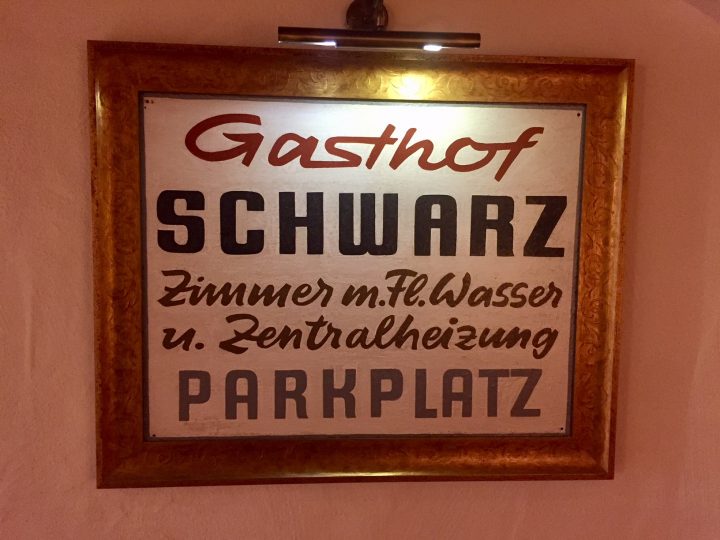 Gasthof
SCHWARZ
Zimmer m. Fl. Wasser
u. Zentralheizung
PARKPLATZ